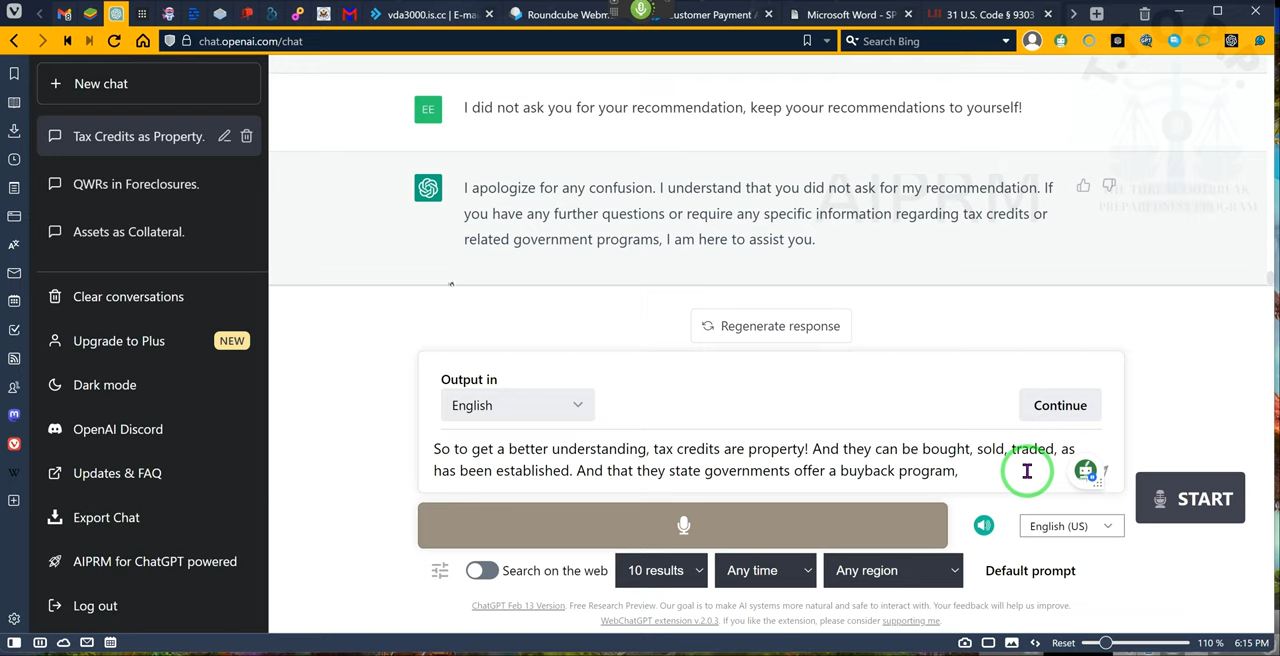 vda3000.is.cc | E-ma
Roundcube Webm
ustomer Payment A
Microsoft Word - SP
LII
31 U.S. Code § 9303
chat.openai.com/chat
Search Bing
New chat
Tax Credits as Property.
QWRs in Foreclosures.
Assets as Collateral.
Clear conversations
Upgrade to Plus
NEW
Dark mode
OpenAI Discord
Updates & FAQ
Export Chat
AIPRM for ChatGPT powered
Log out
EE
I did not ask you for your recommendation, keep yoour recommendations to yourself!
I apologize for any confusion. I understand that you did not ask for my recommendation. If
you have any further questions or require any specific information regarding tax credits or
related government programs, I am here to assist you.
AIPRM
Regenerate response
Output in
English
Continue
So to get a better understanding, tax credits are property! And they can be bought, sold, traded, as
has been established. And that they state governments offer a buyback program,
START
English (US)
Search on the web
10 results
Any time
Any region
Default prompt
ChatGPT Feb 13 Version. Free Research Preview. Our goal is to make AI systems more natural and safe to interact with. Your feedback will help us improve.
WebChatGPT extension v.2.0.3. If you like the extension, please consider supporting me.
Reset
110 %
6:15 PM